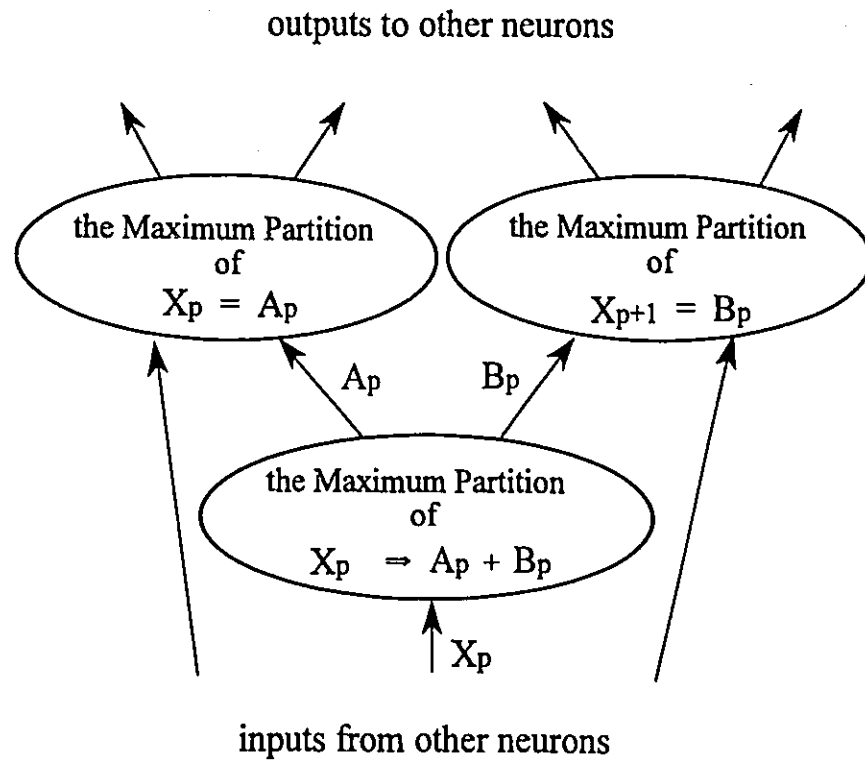 outputs to other neurons
the Maximum Partition
of
Xp = Ap
the Maximum Partition
of
Xp+1 = Bp
Ap
Bp
the Maximum Partition
of
Xp ⇒ Ap + Bp
Xp
inputs from other neurons